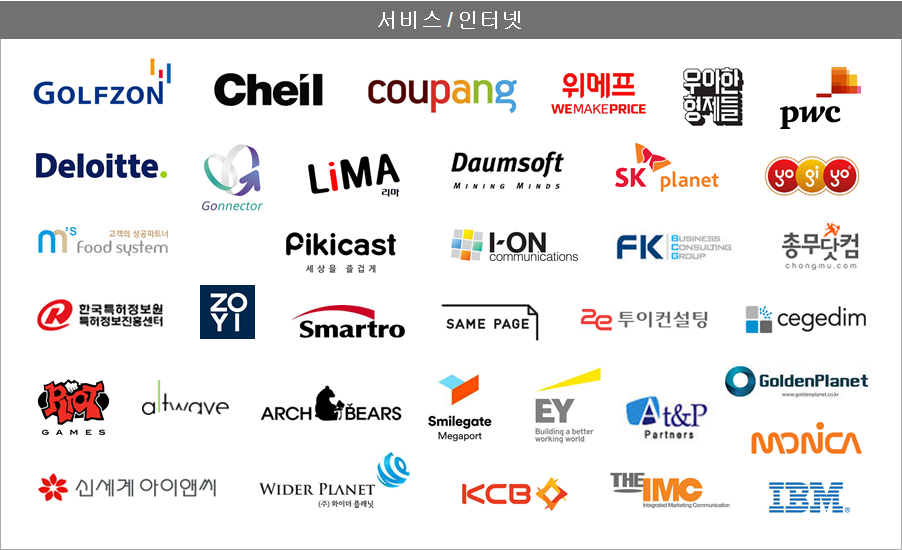 서비스 / 인터넷
GOLFZON
Cheil
coupang
위메프
WEMAKEPRICE
우아한
형제들
pwc
Deloitte.
Gonnector
LiMA
리마
Daumsoft
MINING MINDS
SK planet
yo gi yo
m's
고객의 성공파트너
food system
Pikicast
세상을 즐겁게
I-ON
communications
FK
BUSINESS
CONSULTING
GROUP
총무닷컴
chongmu.com
한국특허정보원
특허정보진흥센터
ZO
YI
Smartro
SAME PAGE
2e 투이컨설팅
cegedim
RIOT
GAMES
altwave
ARCH BEARS
Smilegate
Megaport
EY
Building a better
working world
At&P
Partners
GoldenPlanet
www.goldenplanet.co.kr
MONICA
신세계 아이앤씨
WIDER PLANET
(주) 와이더 플래닛
KCB
THE
IMC
Integrated Marketing Communication
IBM®